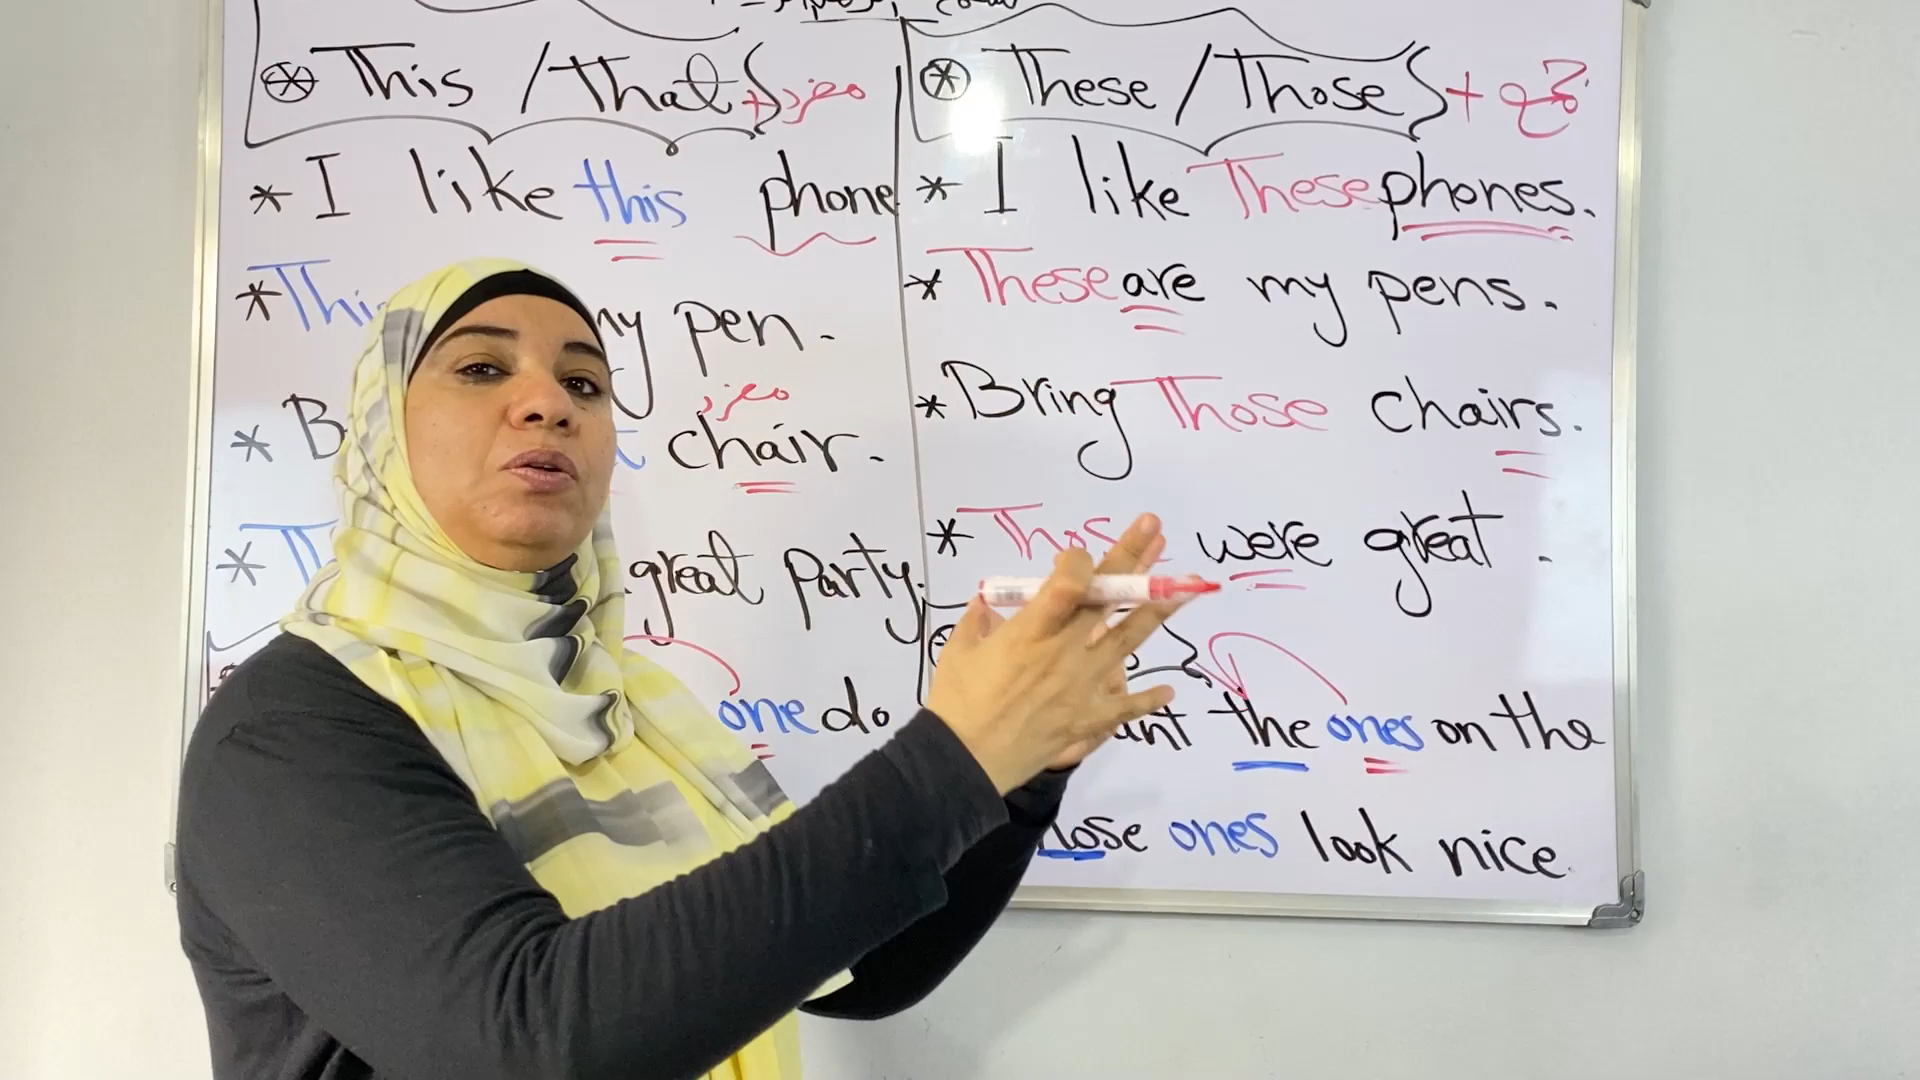 This / That } + مفرد
* I like this phone
* This my pen.
مفرد
* B chair.
* Th great party.
one do
These / Those } + جمع
* I like These phones.
* These are my pens.
* Bring Those chairs.
* Those were great.
the ones on the
ones look nice.